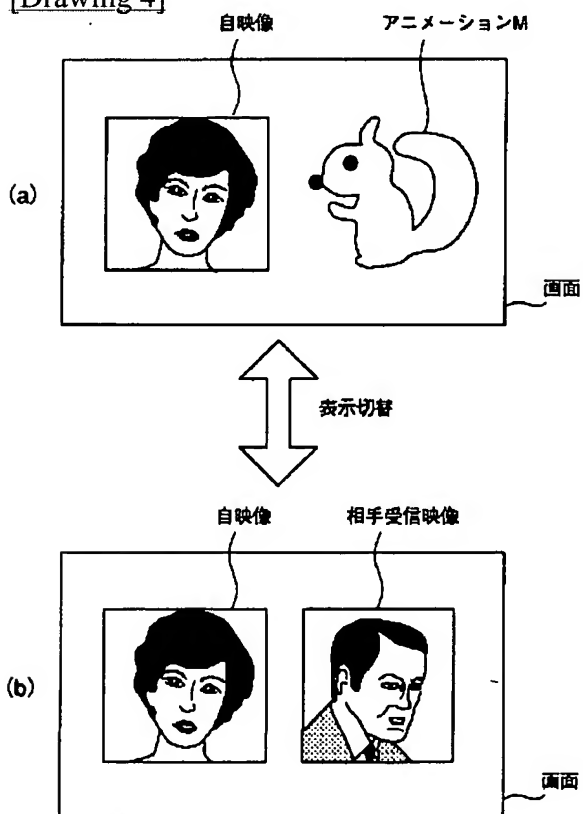 [Drawing 4]
自映像 アニメーションM
(a)
画面
表示切替
自映像 相手受信映像
(b)
画面